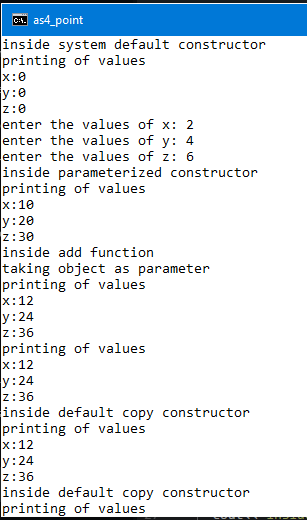 as4_point
inside system default constructor
printing of values
x:0
y:0
z:0
enter the values of x: 2
enter the values of y: 4
enter the values of z: 6
inside parameterized constructor
printing of values
x:10
y:20
z:30
inside add function
taking object as parameter
printing of values
x:12
y:24
z:36
printing of values
x:12
y:24
z:36
inside default copy constructor
printing of values
x:12
y:24
z:36
inside default copy constructor
printing of values